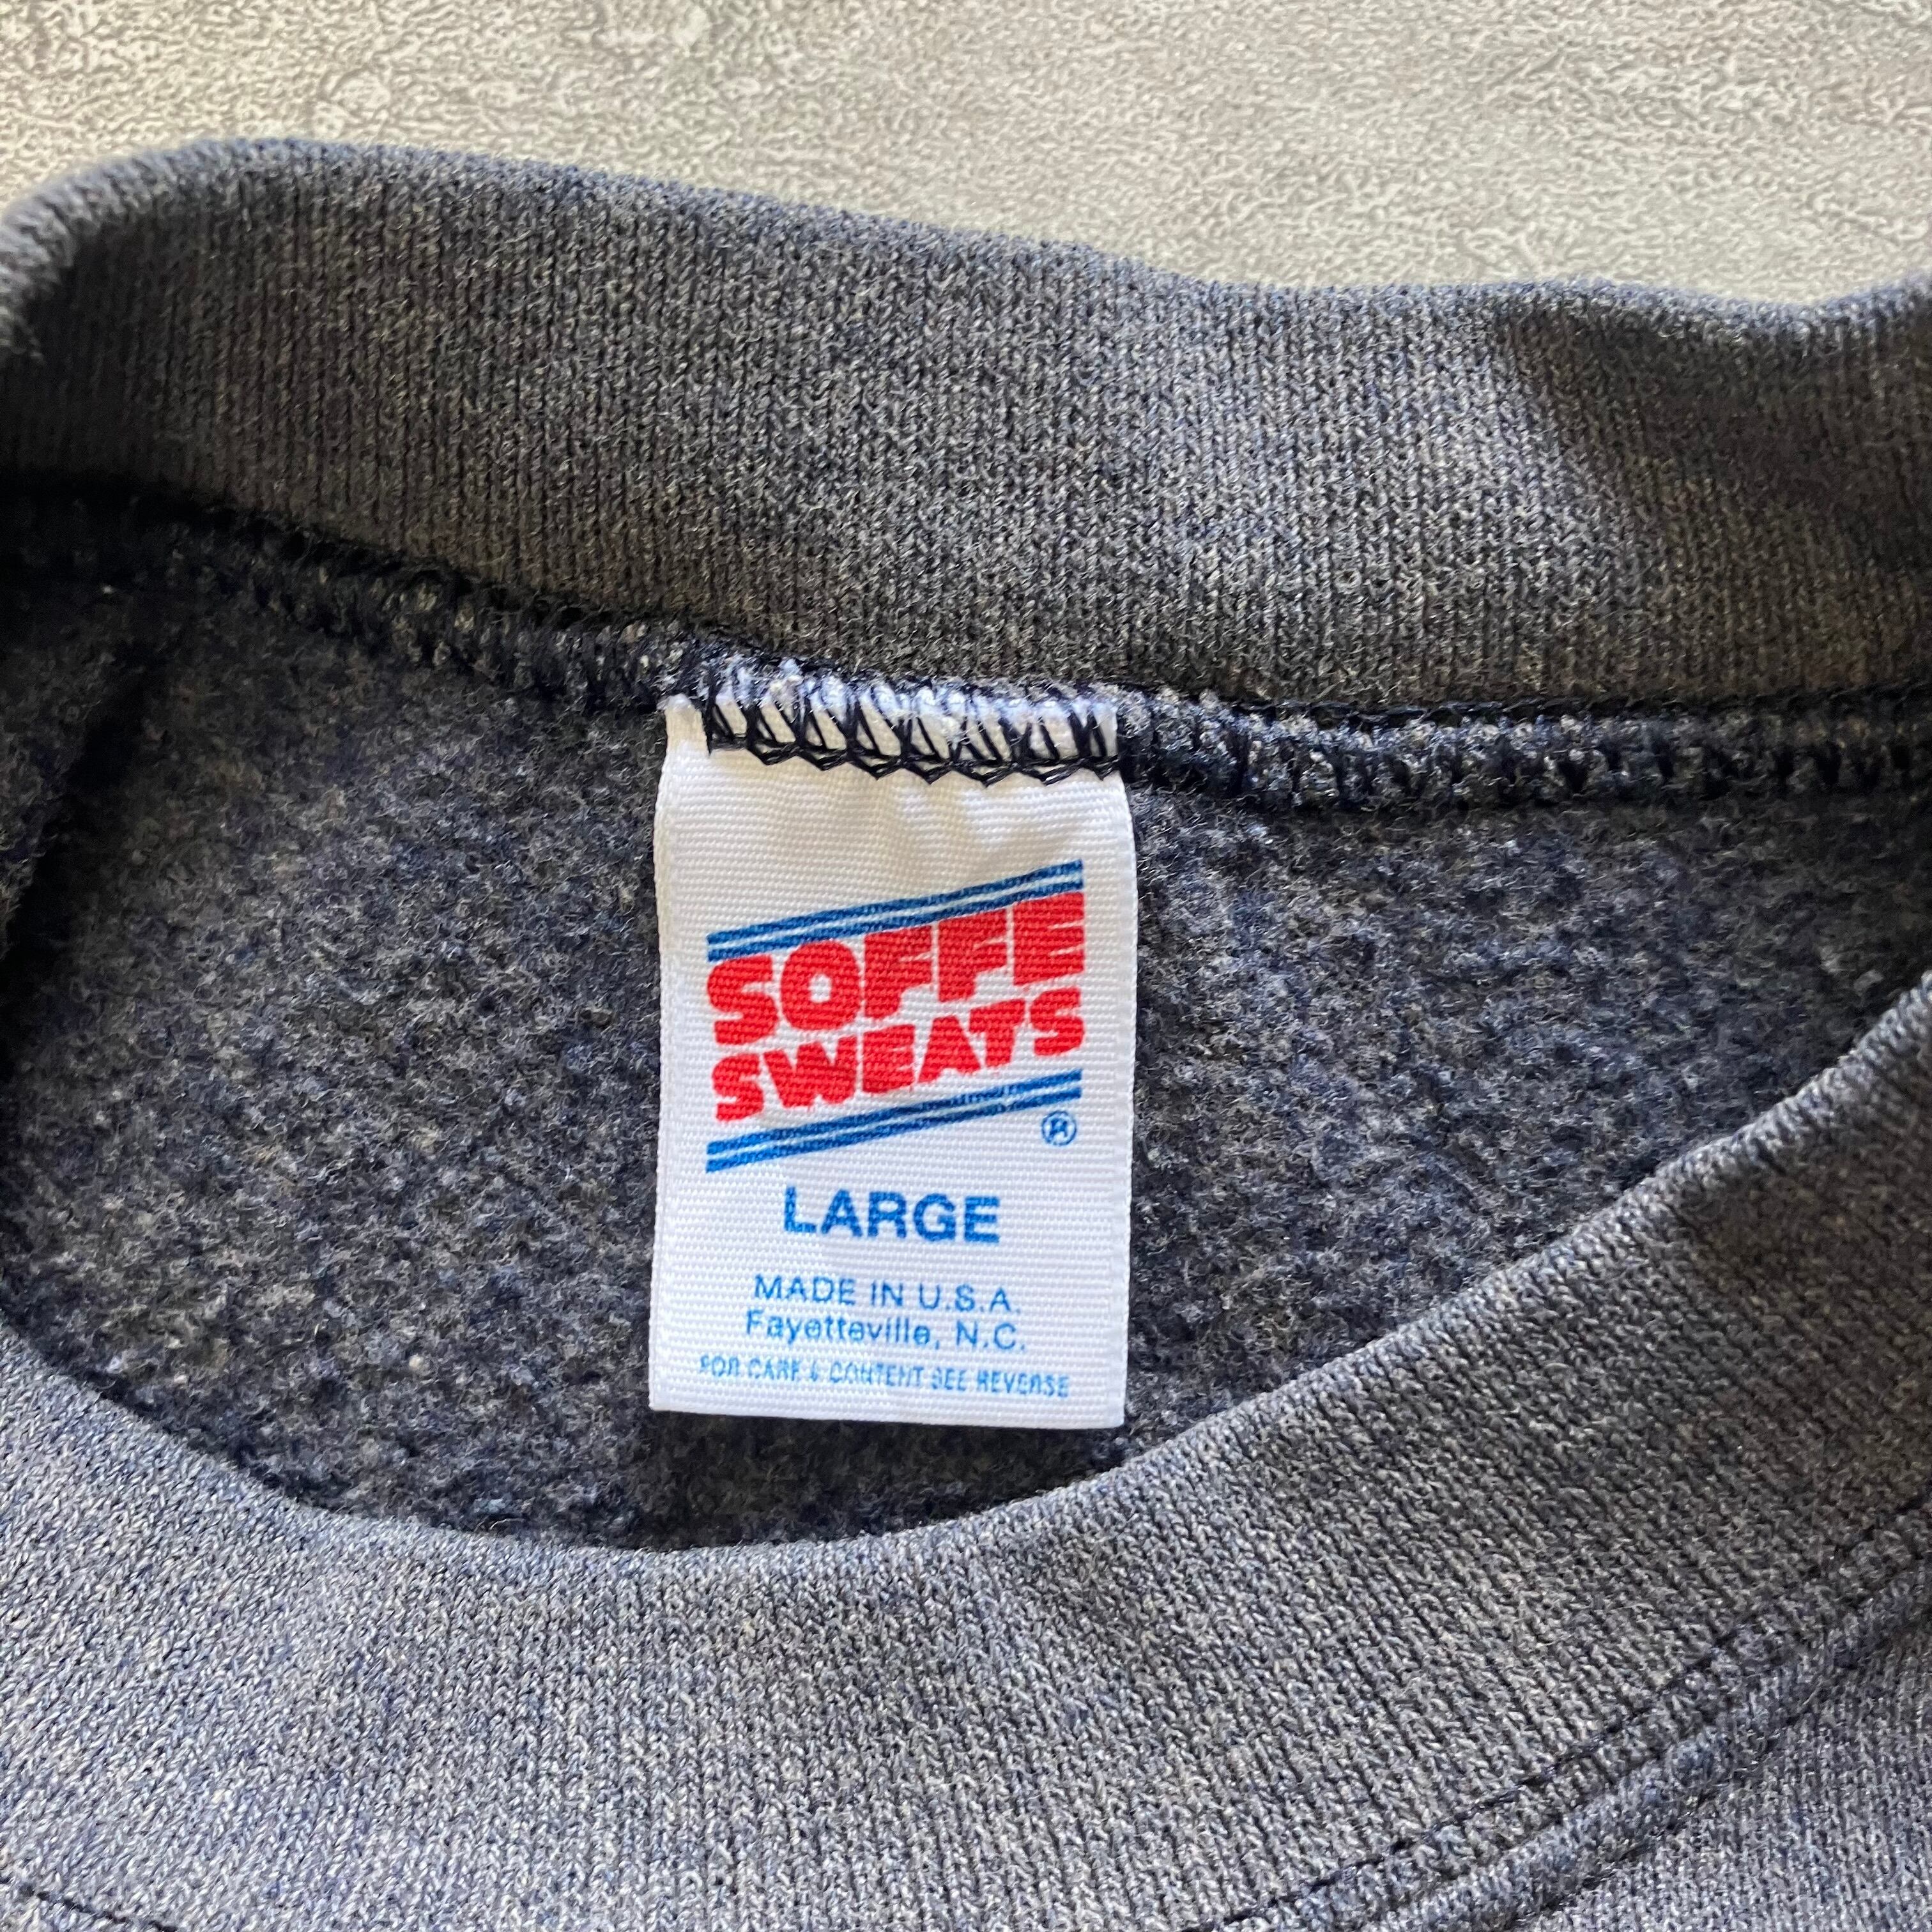 SOFFE
SWEATS
®
LARGE
MADE IN U.S.A.
Fayetteville, N.C.
FOR CARE & CONTENT SEE REVERSE